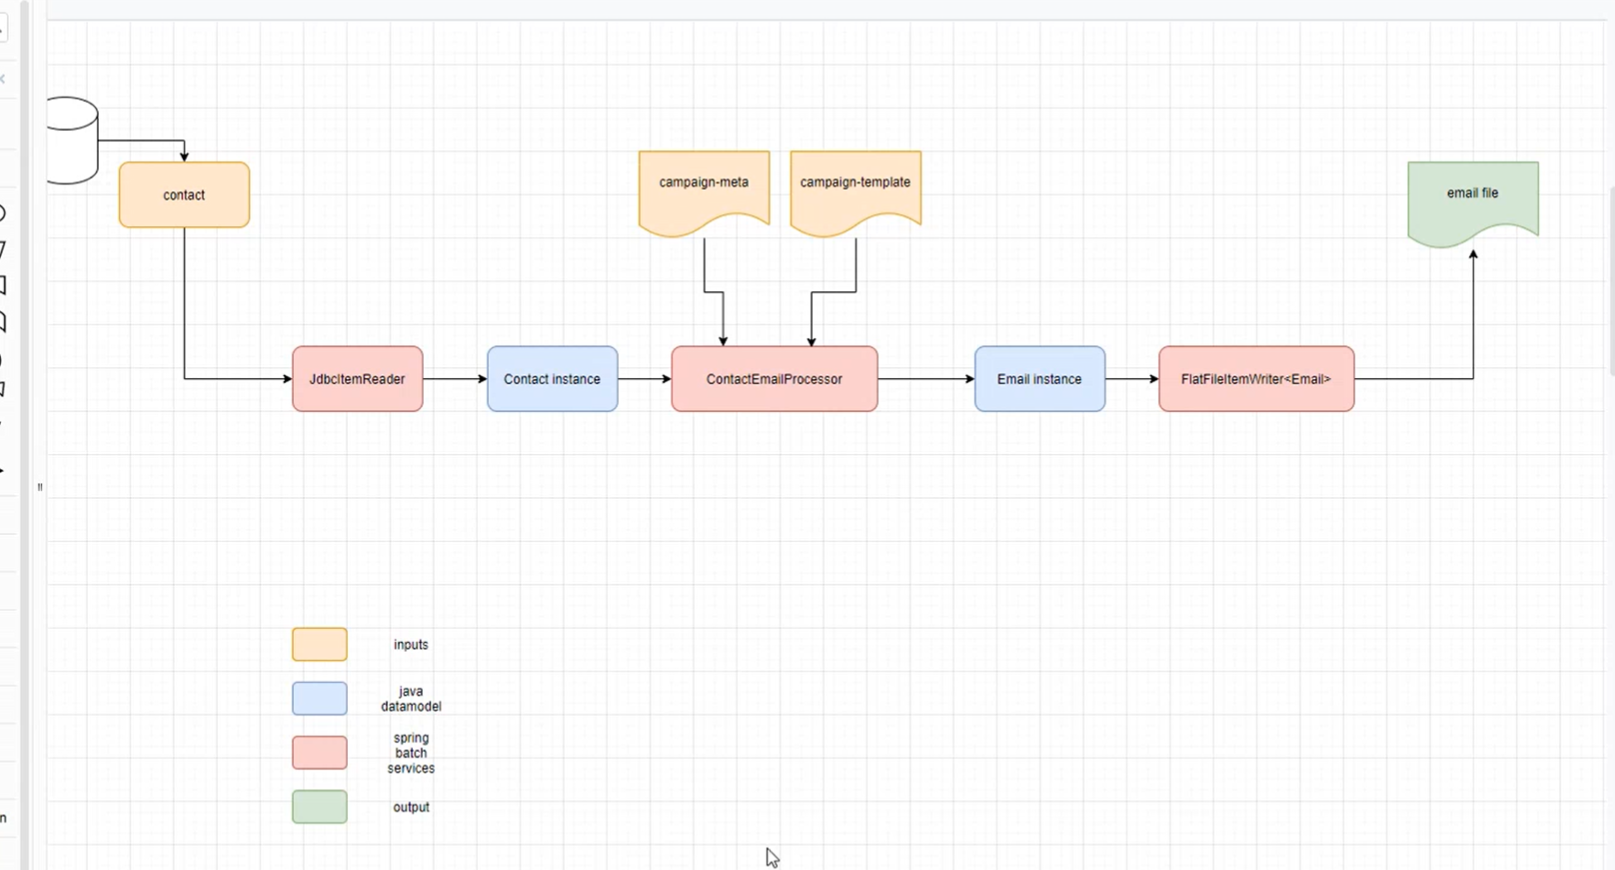 contact
campaign-meta
campaign-template
email file
JdbcItemReader
Contact instance
ContactEmailProcessor
Email instance
FlatFileItemWriter<Email>
inputs
java
datamodel
spring
batch
services
output